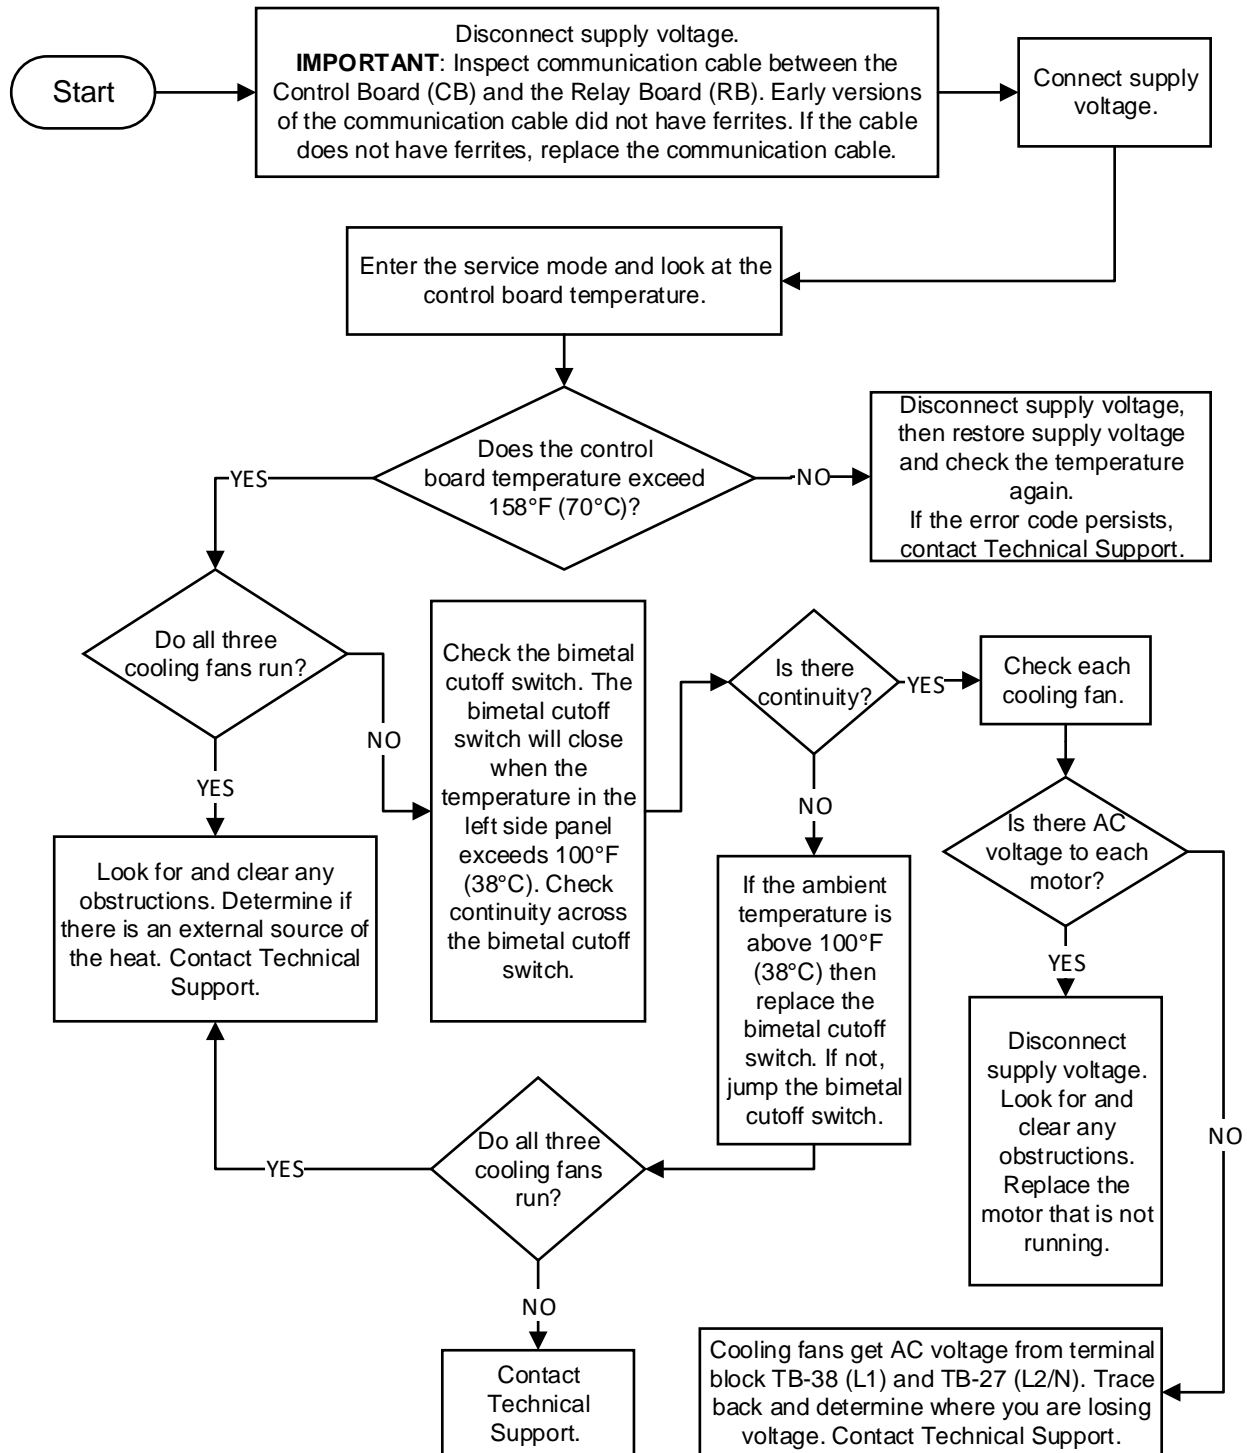 Start
Disconnect supply voltage.
IMPORTANT: Inspect communication cable between the
Control Board (CB) and the Relay Board (RB). Early versions
of the communication cable did not have ferrites. If the cable
does not have ferrites, replace the communication cable.
Connect supply
voltage.
Enter the service mode and look at the
control board temperature.
Does the control
board temperature exceed
158°F (70°C)?
YES
NO
Disconnect supply voltage,
then restore supply voltage
and check the temperature
again.
If the error code persists,
contact Technical Support.
Do all three
cooling fans run?
NO
YES
Check the bimetal
cutoff switch. The
bimetal cutoff
switch will close
when the
temperature in the
left side panel
exceeds 100°F
(38°C). Check
continuity across
the bimetal cutoff
switch.
Is there
continuity?
YES
NO
Check each
cooling fan.
Is there AC
voltage to each
motor?
YES
NO
Look for and clear any
obstructions. Determine if
there is an external source of
the heat. Contact Technical
Support.
If the ambient
temperature is
above 100°F
(38°C) then
replace the
bimetal cutoff
switch. If not,
jump the bimetal
cutoff switch.
Disconnect
supply voltage.
Look for and
clear any
obstructions.
Replace the
motor that is not
running.
Do all three
cooling fans
run?
YES
NO
Contact
Technical
Support.
Cooling fans get AC voltage from terminal
block TB-38 (L1) and TB-27 (L2/N). Trace
back and determine where you are losing
voltage. Contact Technical Support.